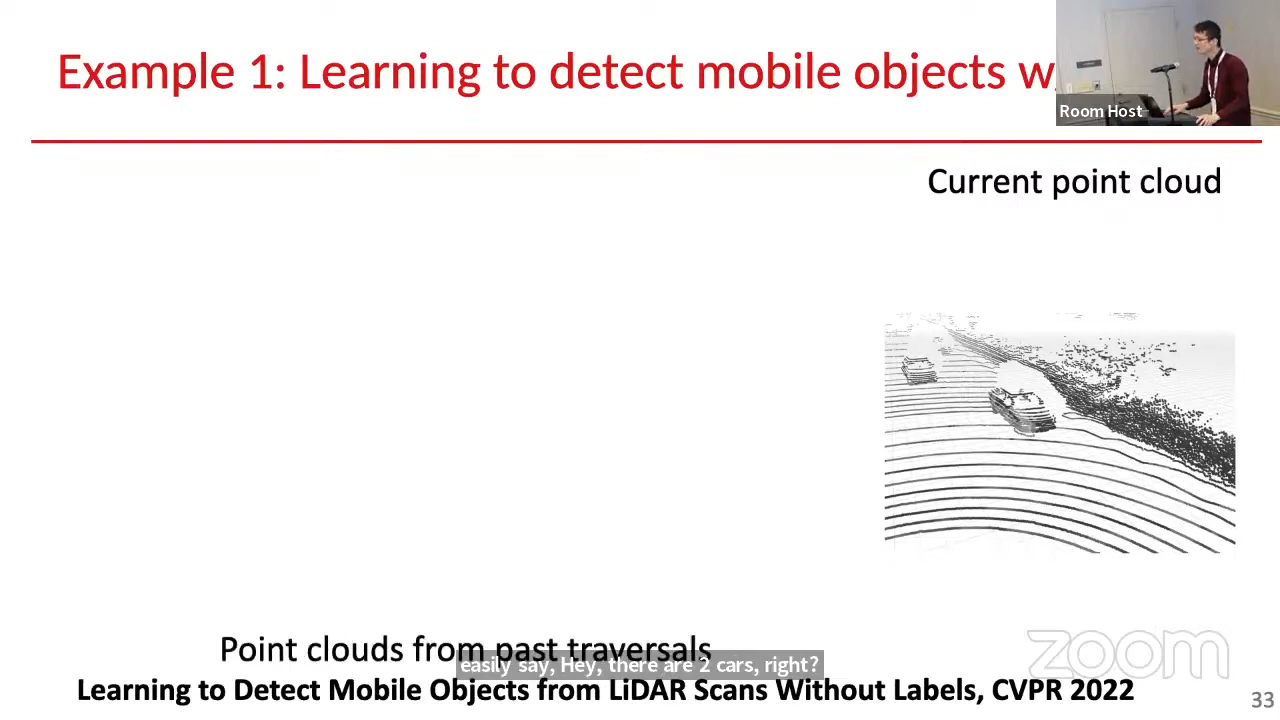 Example 1: Learning to detect mobile objects w/
Room Host
Current point cloud
Point clouds from past traversals
easily say, Hey, there are 2 cars, right?
Learning to Detect Mobile Objects from LiDAR Scans Without Labels, CVPR 2022
zoom
33